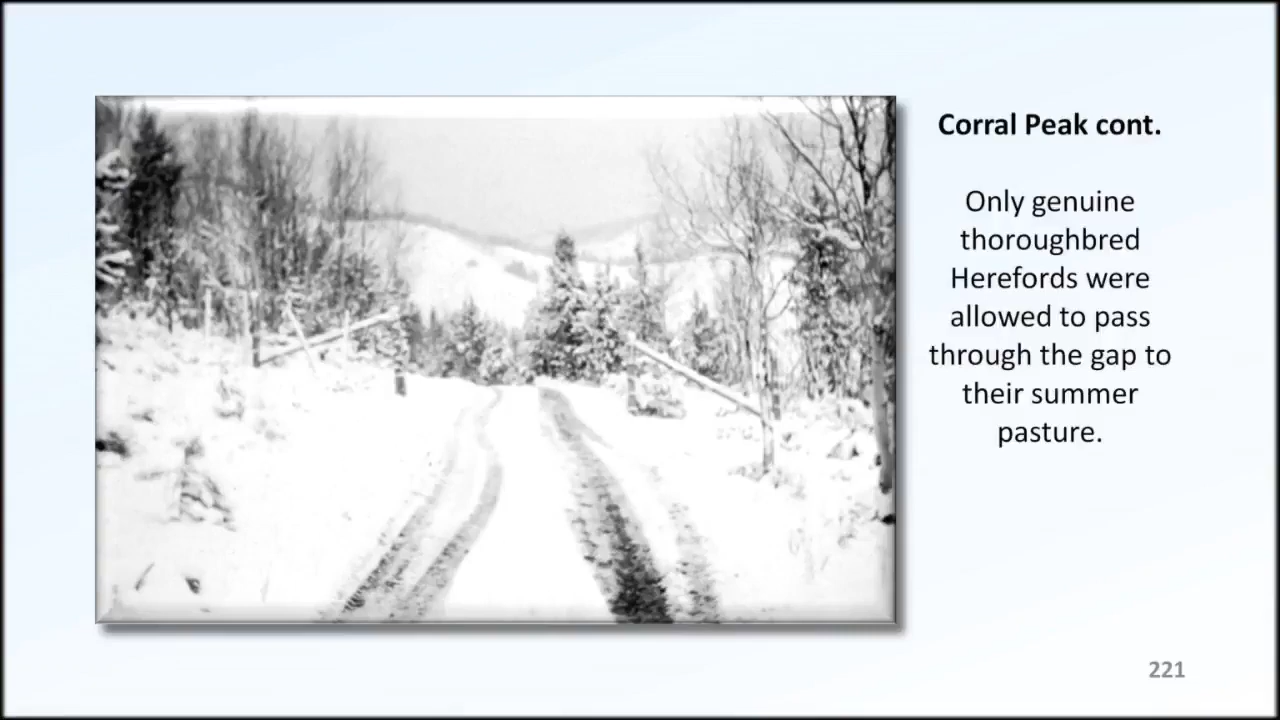 Corral Peak cont.
Only genuine
thoroughbred
Herefords were
allowed to pass
through the gap to
their summer
pasture.
221